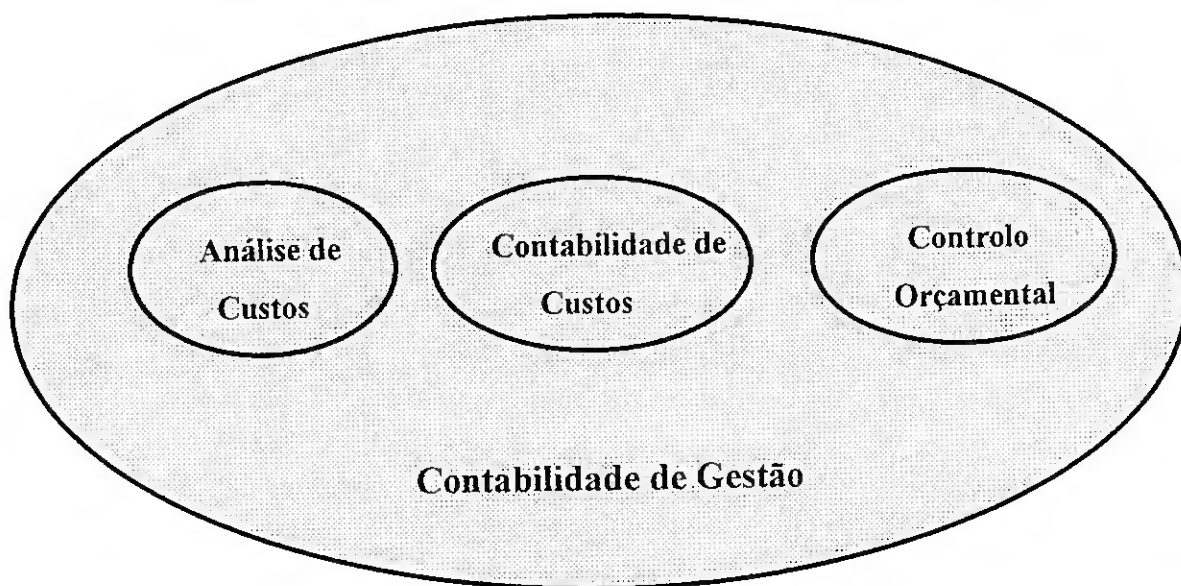 Análise de
Custos
Contabilidade de
Custos
Controlo
Orçamental
Contabilidade de Gestão